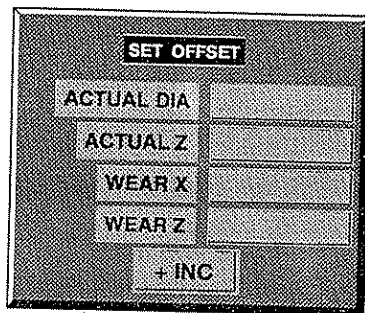 SET OFFSET
ACTUAL DIA
ACTUAL Z
WEAR X
WEAR Z
+ INC